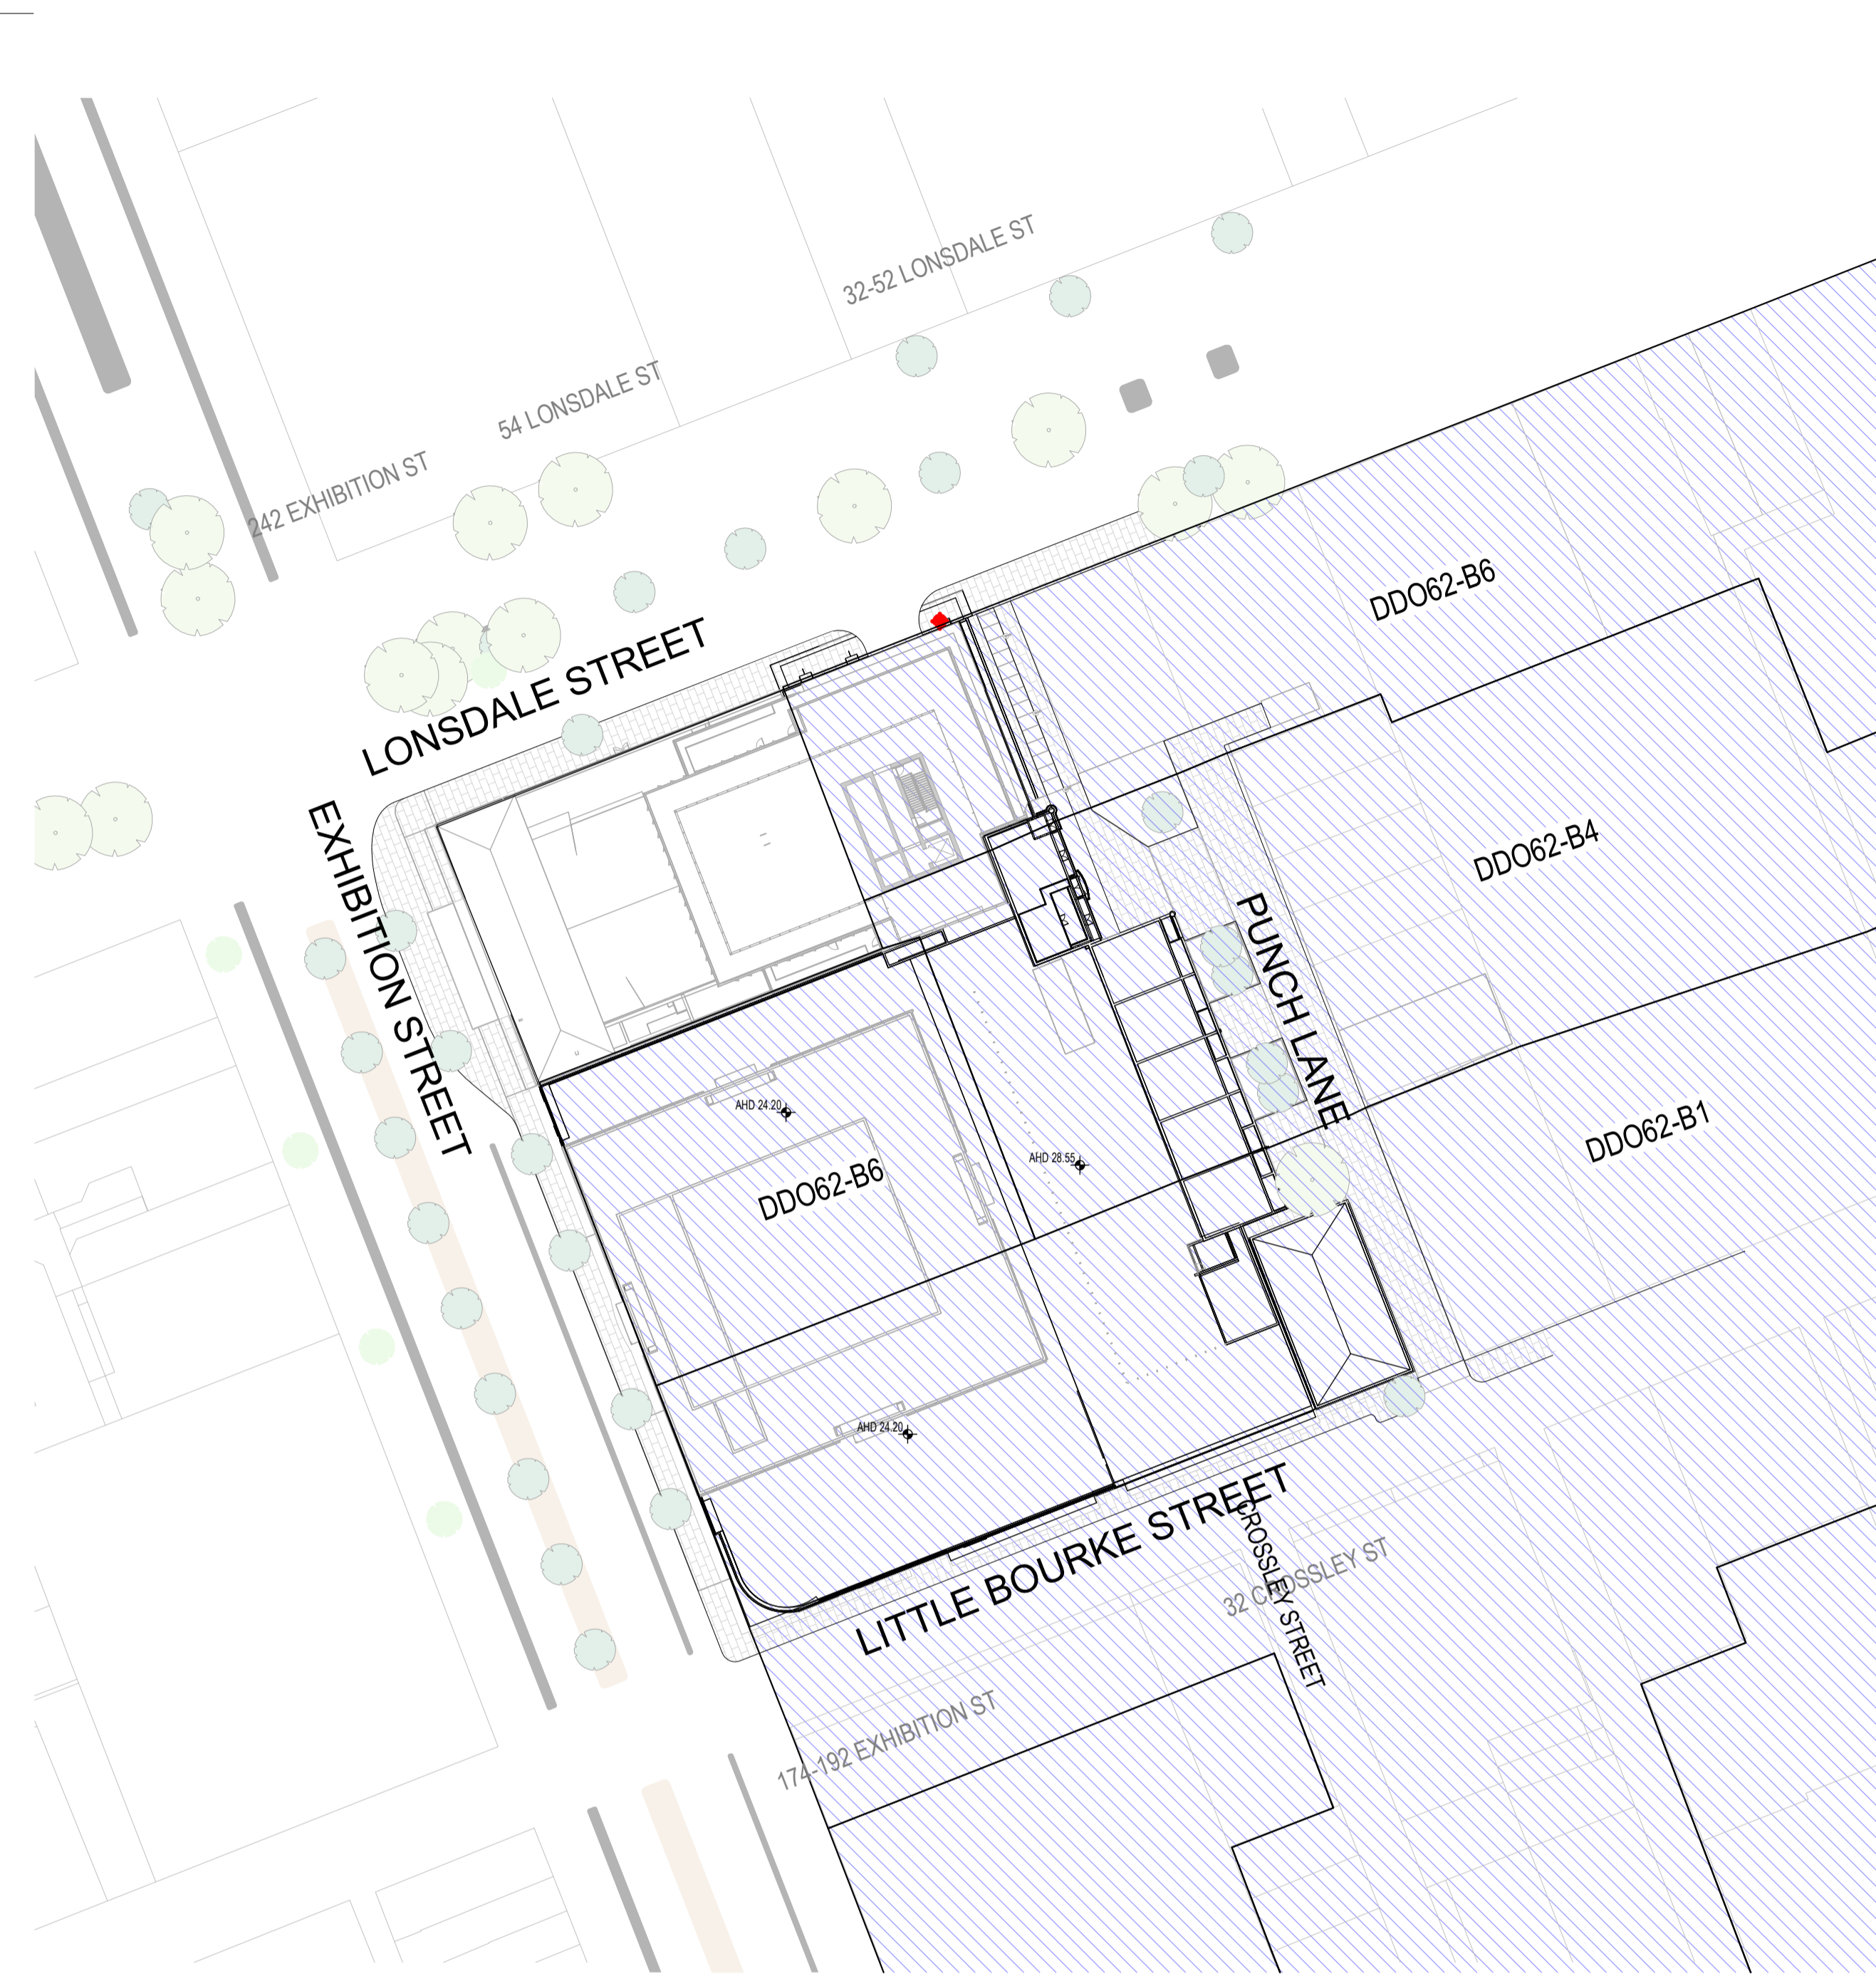 32-52 LONSDALE ST
54 LONSDALE ST
242 EXHIBITION ST
DDO62-B6
LONSDALE STREET
EXHIBITION STREET
DDO62-B4
PUNCH LANE
AHD 24.20
DDO62-B1
AHD 28.55
DDO62-B6
AHD 24.20
LITTLE BOURKE STREET
CROSSLEY STREET
32 CROSSLEY ST
174-192 EXHIBITION ST